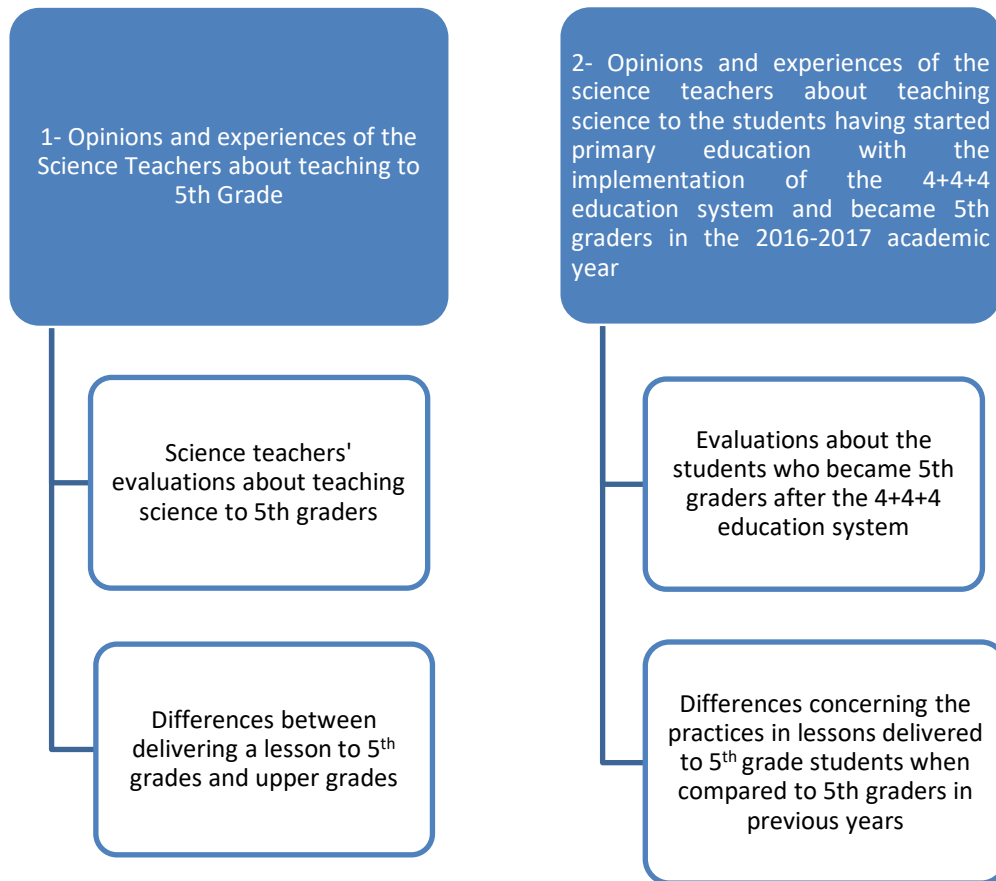 1- Opinions and experiences of the
Science Teachers about teaching to
5th Grade
Science teachers'
evaluations about teaching
science to 5th graders
Differences between
delivering a lesson to 5th
grades and upper grades
2- Opinions and experiences of the
science teachers about teaching
science to the students having started
primary education with the
implementation of the 4+4+4
education system and became 5th
graders in the 2016-2017 academic
year
Evaluations about the
students who became 5th
graders after the 4+4+4
education system
Differences concerning the
practices in lessons delivered
to 5th grade students when
compared to 5th graders in
previous years